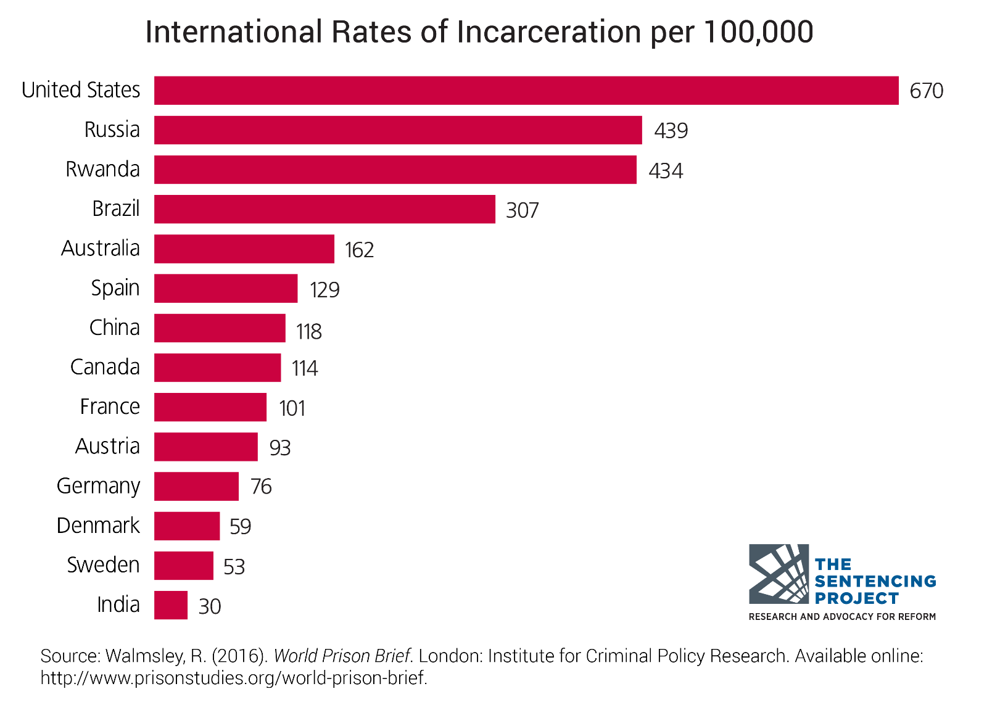 International Rates of Incarceration per 100,000
United States 670
Russia 439
Rwanda 434
Brazil 307
Australia 162
Spain 129
China 118
Canada 114
France 101
Austria 93
Germany 76
Denmark 59
Sweden 53
India 30
THE
SENTENCING
PROJECT
RESEARCH AND ADVOCACY FOR REFORM
Source: Walmsley, R. (2016). World Prison Brief. London: Institute for Criminal Policy Research. Available online:
http://www.prisonstudies.org/world-prison-brief.